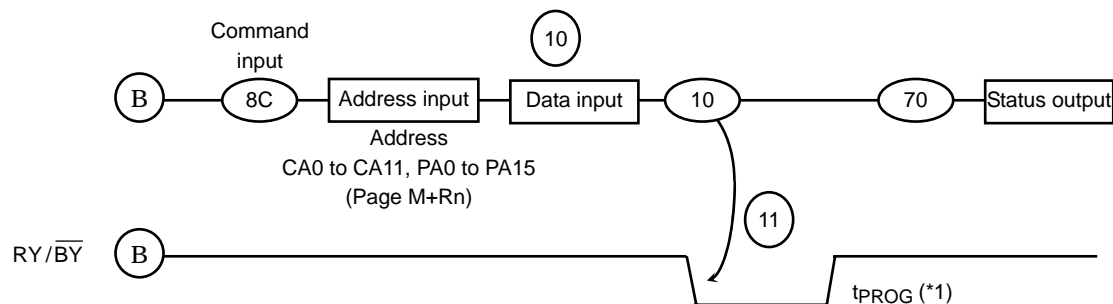 Command
input
10
B
8C
Address input
Data input
10
70
Status output
Address
CA0 to CA11, PA0 to PA15
(Page M+Rn)
11
RY/BY
B
tPROG (*1)